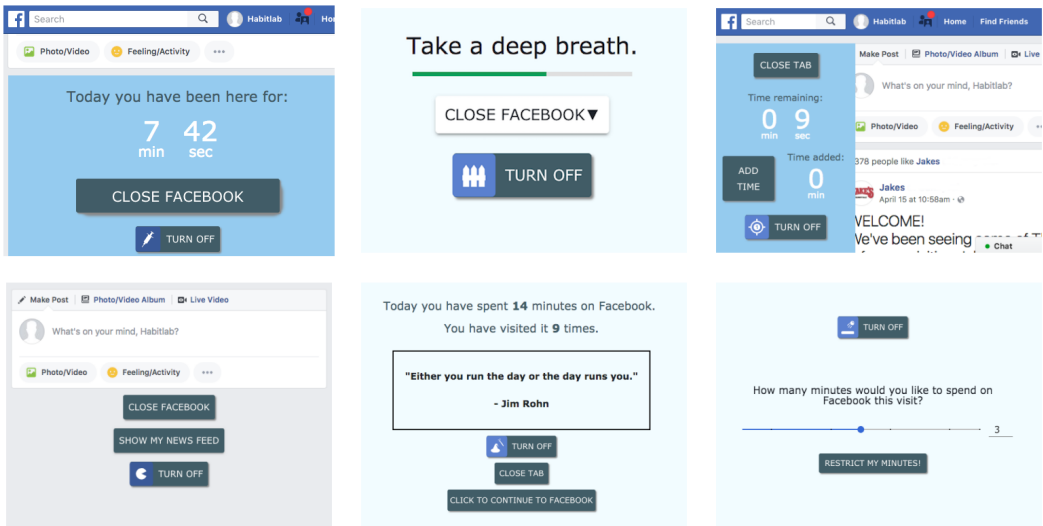 Search
Habitlab
Photo/Video
Feeling/Activity
Today you have been here for:
7 42
min sec
CLOSE FACEBOOK
TURN OFF
Take a deep breath.
CLOSE FACEBOOK▼
TURN OFF
Search
Habitlab
Home
Find Friends
CLOSE TAB
Time remaining:
0 9
min sec
ADD
TIME
Time added:
0
min
TURN OFF
Make Post
Photo/Video Album
Live
What's on your mind, Habitlab?
Photo/Video
Feeling/Activity
378 people like Jakes
Jakes
April 15 at 10:58am
WELCOME!
We've been seeing
Chat
Make Post
Photo/Video Album
Live Video
What's on your mind, Habitlab?
Photo/Video
Feeling/Activity
CLOSE FACEBOOK
SHOW MY NEWS FEED
TURN OFF
Today you have spent 14 minutes on Facebook.
You have visited it 9 times.
"Either you run the day or the day runs you."
- Jim Rohn
TURN OFF
CLOSE TAB
CLICK TO CONTINUE TO FACEBOOK
TURN OFF
How many minutes would you like to spend on
Facebook this visit?
3
RESTRICT MY MINUTES!